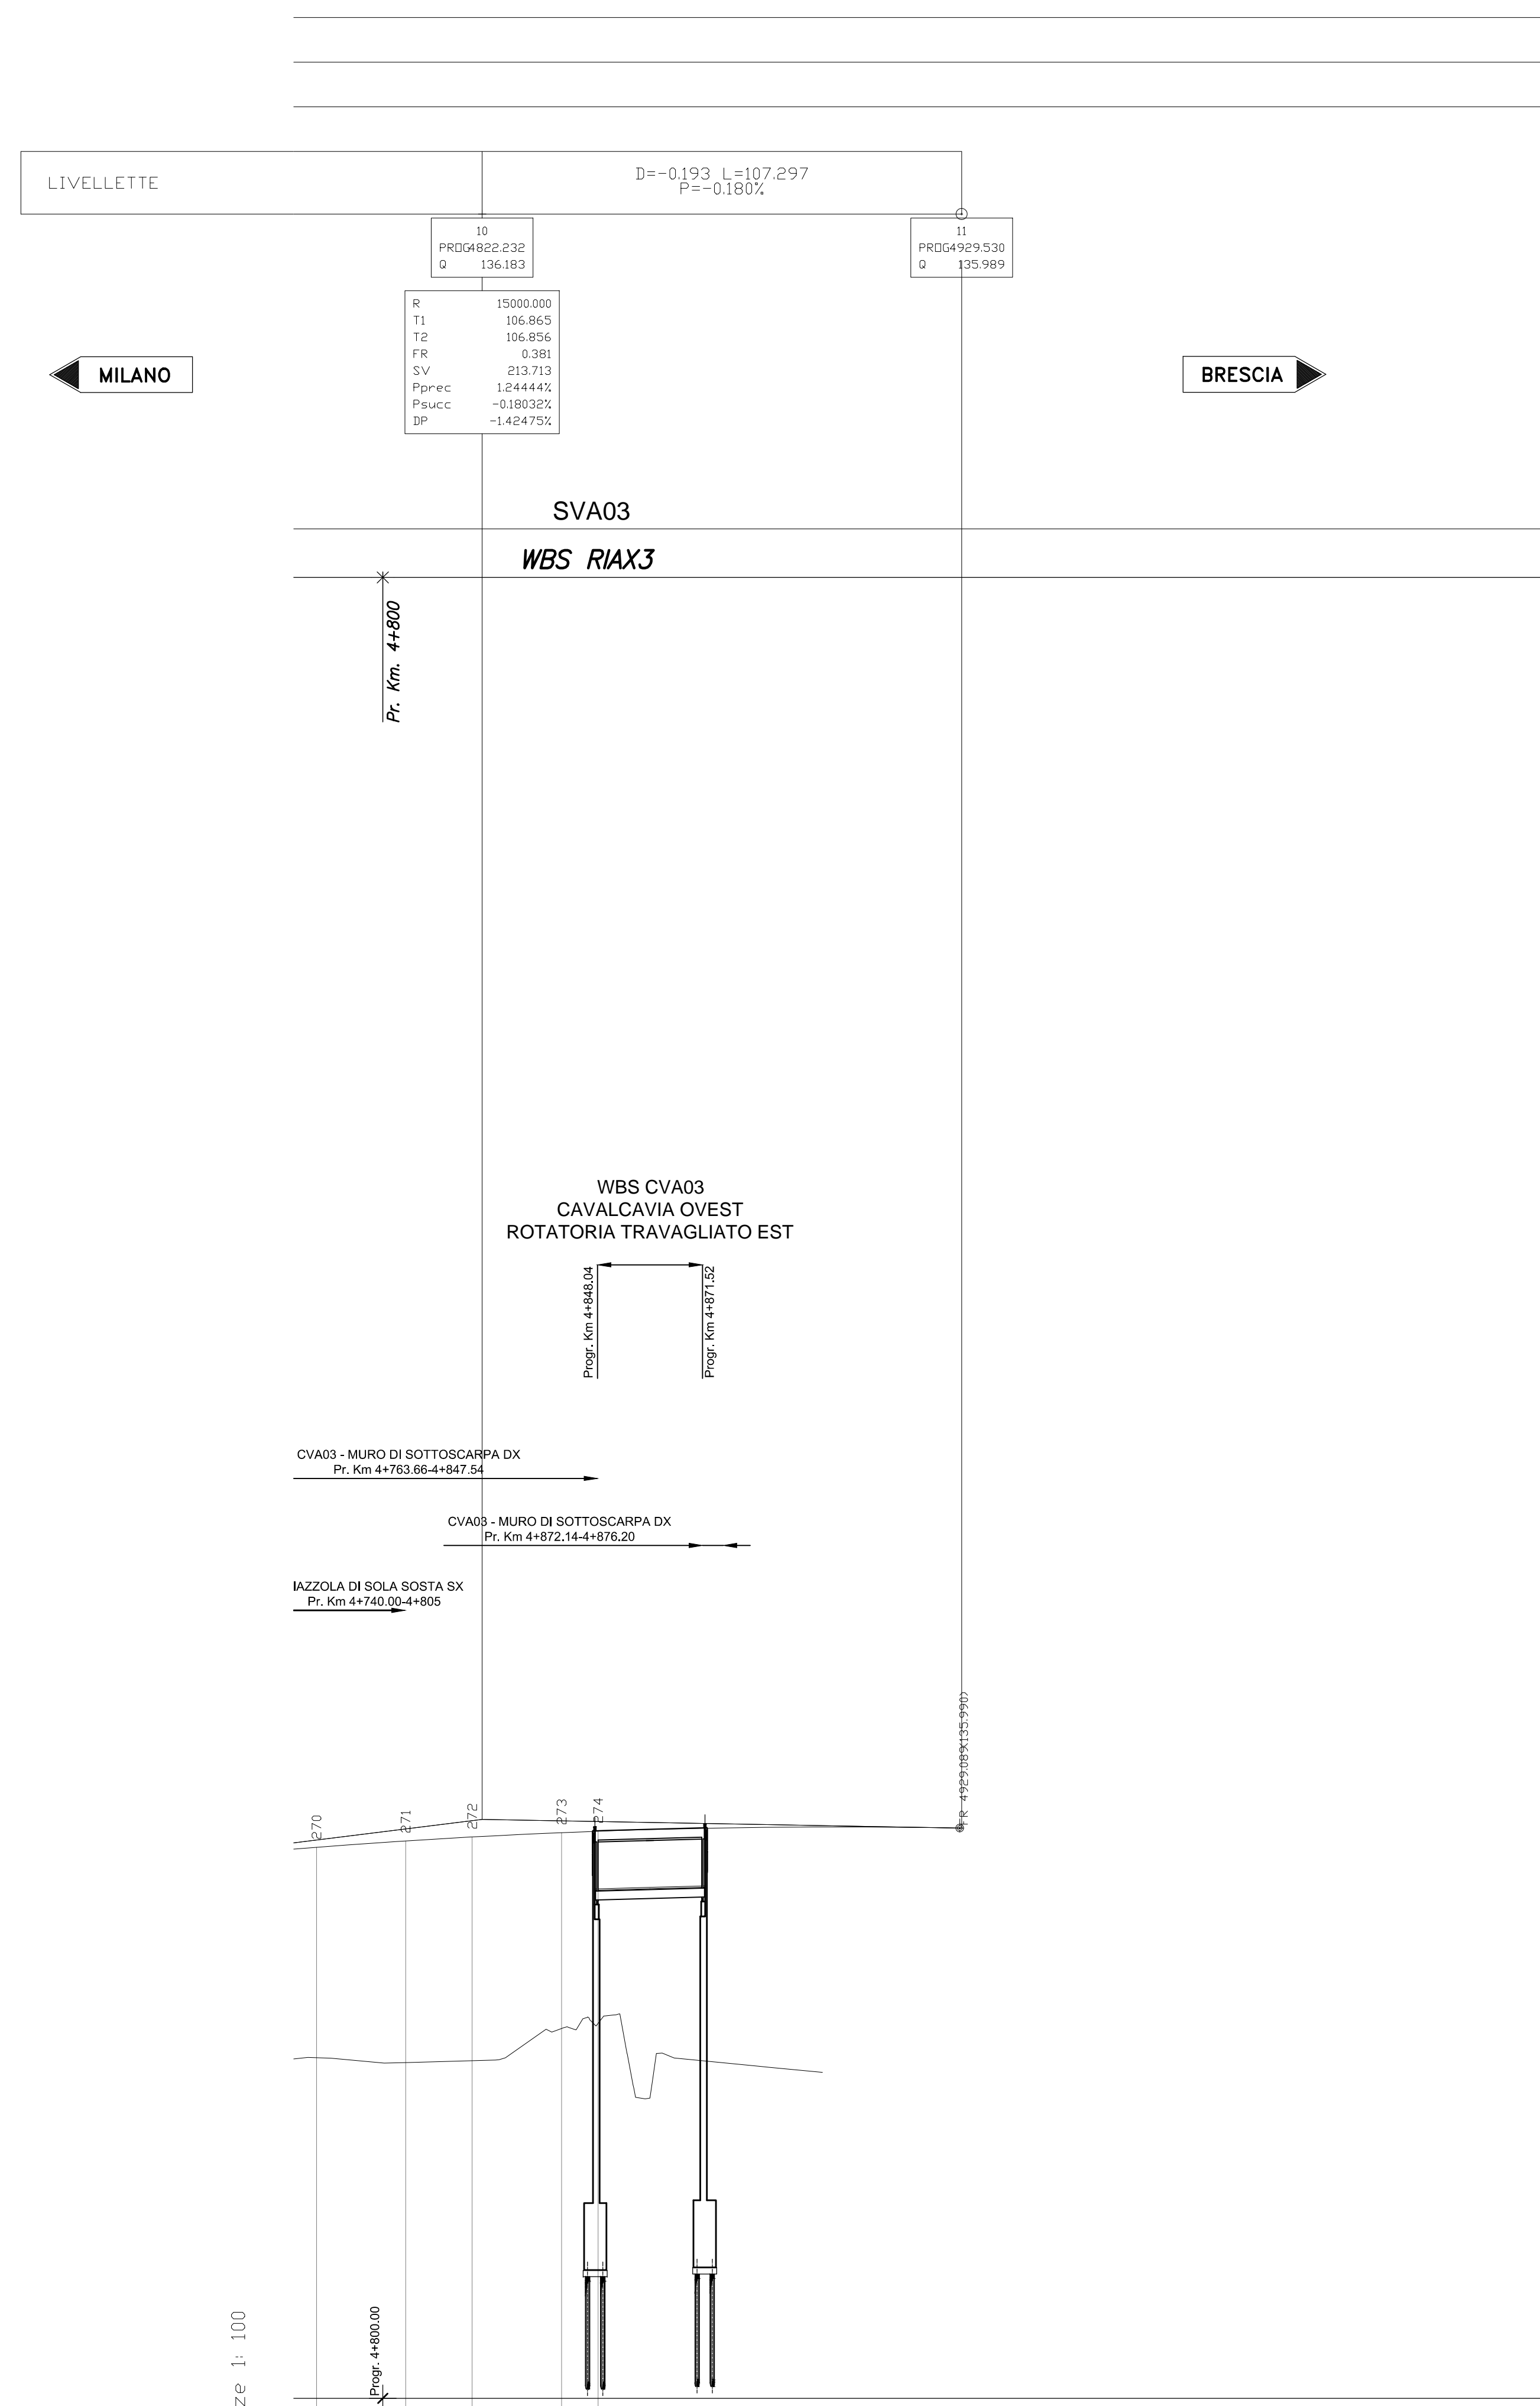 LIVELLETTE
D=-0.193 L=107.297
P=-0.180%
10
PROG4822.232
Q 136.183
11
PROG4929.530
Q 135.989
R 15000.000
T1 106.865
T2 106.856
FR 0.381
SV 213.713
Pprec 1.24444%
Psucc -0.18032%
DP -1.42475%
MILANO
BRESCIA
SVA03
WBS RIAX3
Pr. Km. 4+800
WBS CVA03
CAVALCAVIA OVEST
ROTATORIA TRAVAGLIATO EST
Progr. Km 4+848.04
Progr. Km 4+871.52
CVA03 - MURO DI SOTTOSCARPA DX
Pr. Km 4+763.66-4+847.54
CVA03 - MURO DI SOTTOSCARPA DX
Pr. Km 4+872.14-4+876.20
IAZZOLA DI SOLA SOSTA SX
Pr. Km 4+740.00-4+805
FR 4929.089(135.990)
270
271
272
273
274
ze 1: 100
Progr. 4+800.00